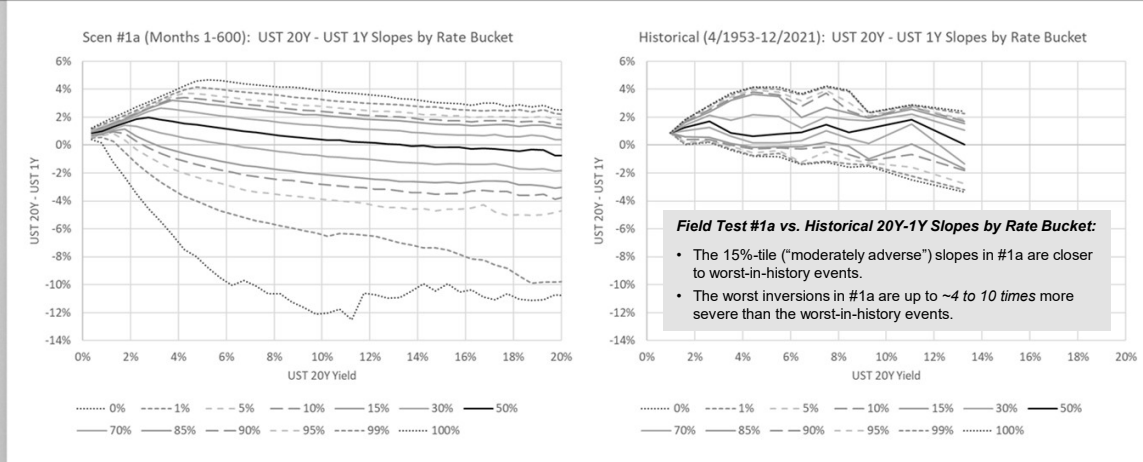 Scen #1a (Months 1-600): UST 20Y - UST 1Y Slopes by Rate Bucket
6%
4%
2%
0%
-2%
-4%
-6%
-8%
-10%
-12%
-14%
UST 20Y - UST 1Y
0% 2% 4% 6% 8% 10% 12% 14% 16% 18% 20%
UST 20Y Yield
0% 1% 5% 10% 15% 30% 50%
70% 85% 90% 95% 99% 100%
Historical (4/1953-12/2021): UST 20Y - UST 1Y Slopes by Rate Bucket
6%
4%
2%
0%
-2%
-4%
-6%
-8%
-10%
-12%
-14%
UST 20Y - UST 1Y
Field Test #1a vs. Historical 20Y-1Y Slopes by Rate Bucket:
• The 15%-tile (“moderately adverse”) slopes in #1a are closer
to worst-in-history events.
• The worst inversions in #1a are up to ~4 to 10 times more
severe than the worst-in-history events.
0% 2% 4% 6% 8% 10% 12% 14% 16% 18% 20%
UST 20Y Yield
0% 1% 5% 10% 15% 30% 50%
70% 85% 90% 95% 99% 100%